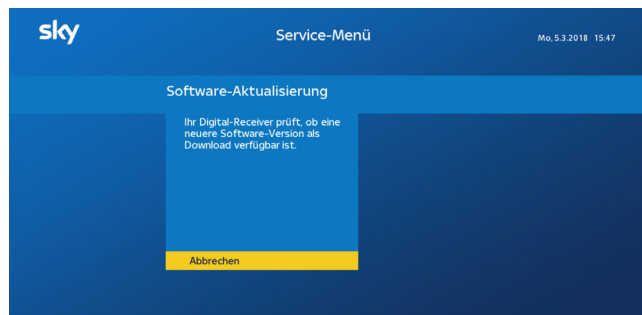 sky
Service-Menü
Mo, 5.3.2018 15:47
Software-Aktualisierung
Ihr Digital-Receiver prüft, ob eine
neuere Software-Version als
Download verfügbar ist.
Abbrechen